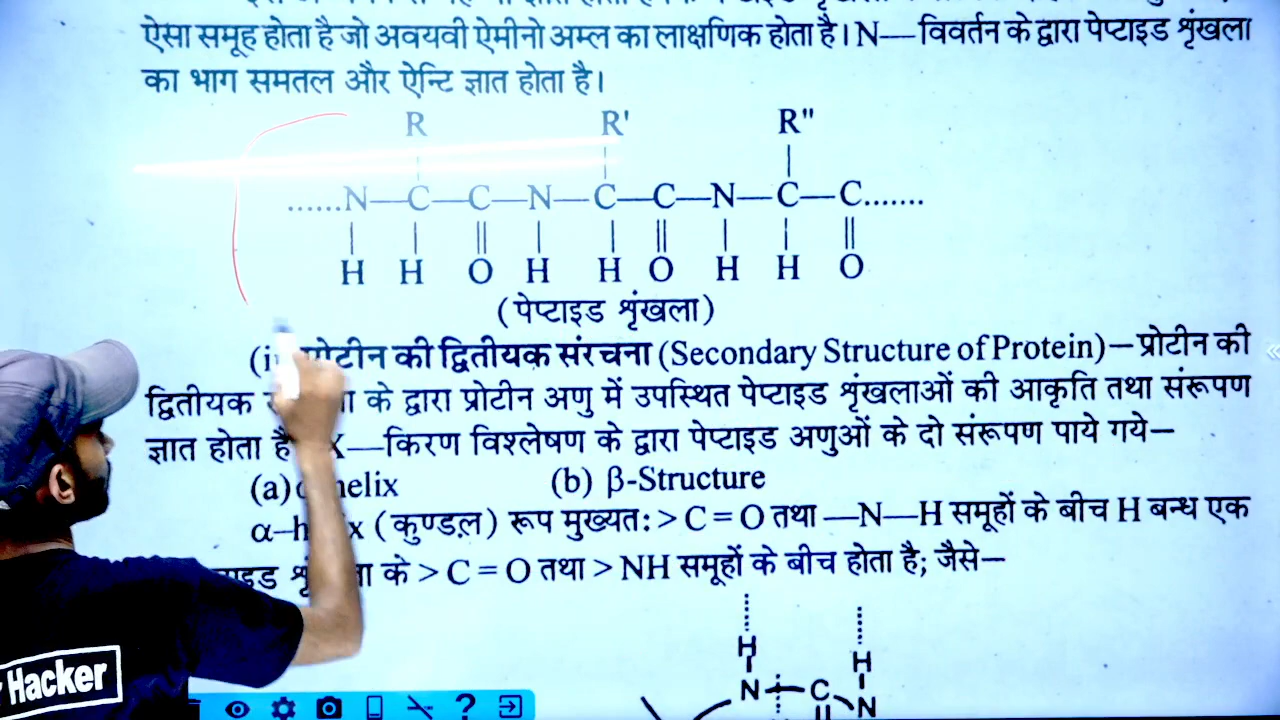 ऐसा समूह होता है जो अवयवी ऐमीनो अम्ल का लाक्षणिक होता है। N—विवर्तन के द्वारा पेप्टाइड शृंखला
का भाग समतल और ऐन्टि ज्ञात होता है।
R R' R"
......N—C—C—N—C—C—N—C—C.......
H H O H H O H H O
(पेप्टाइड शृंखला)
प्रोटीन की द्वितीयक संरचना (Secondary Structure of Protein)—प्रोटीन की
द्वितीयक के द्वारा प्रोटीन अणु में उपस्थित पेप्टाइड शृंखलाओं की आकृति तथा संरूपण
ज्ञात होता है X—किरण विश्लेषण के द्वारा पेप्टाइड अणुओं के दो संरूपण पाये गये—
(a) helix (b) β-Structure
α–helix (कुण्डल) रूप मुख्यत: > C = O तथा —N—H समूहों के बीच H बन्ध एक
के > C = O तथा > NH समूहों के बीच होता है; जैसे—
H H
N C N
Hacker